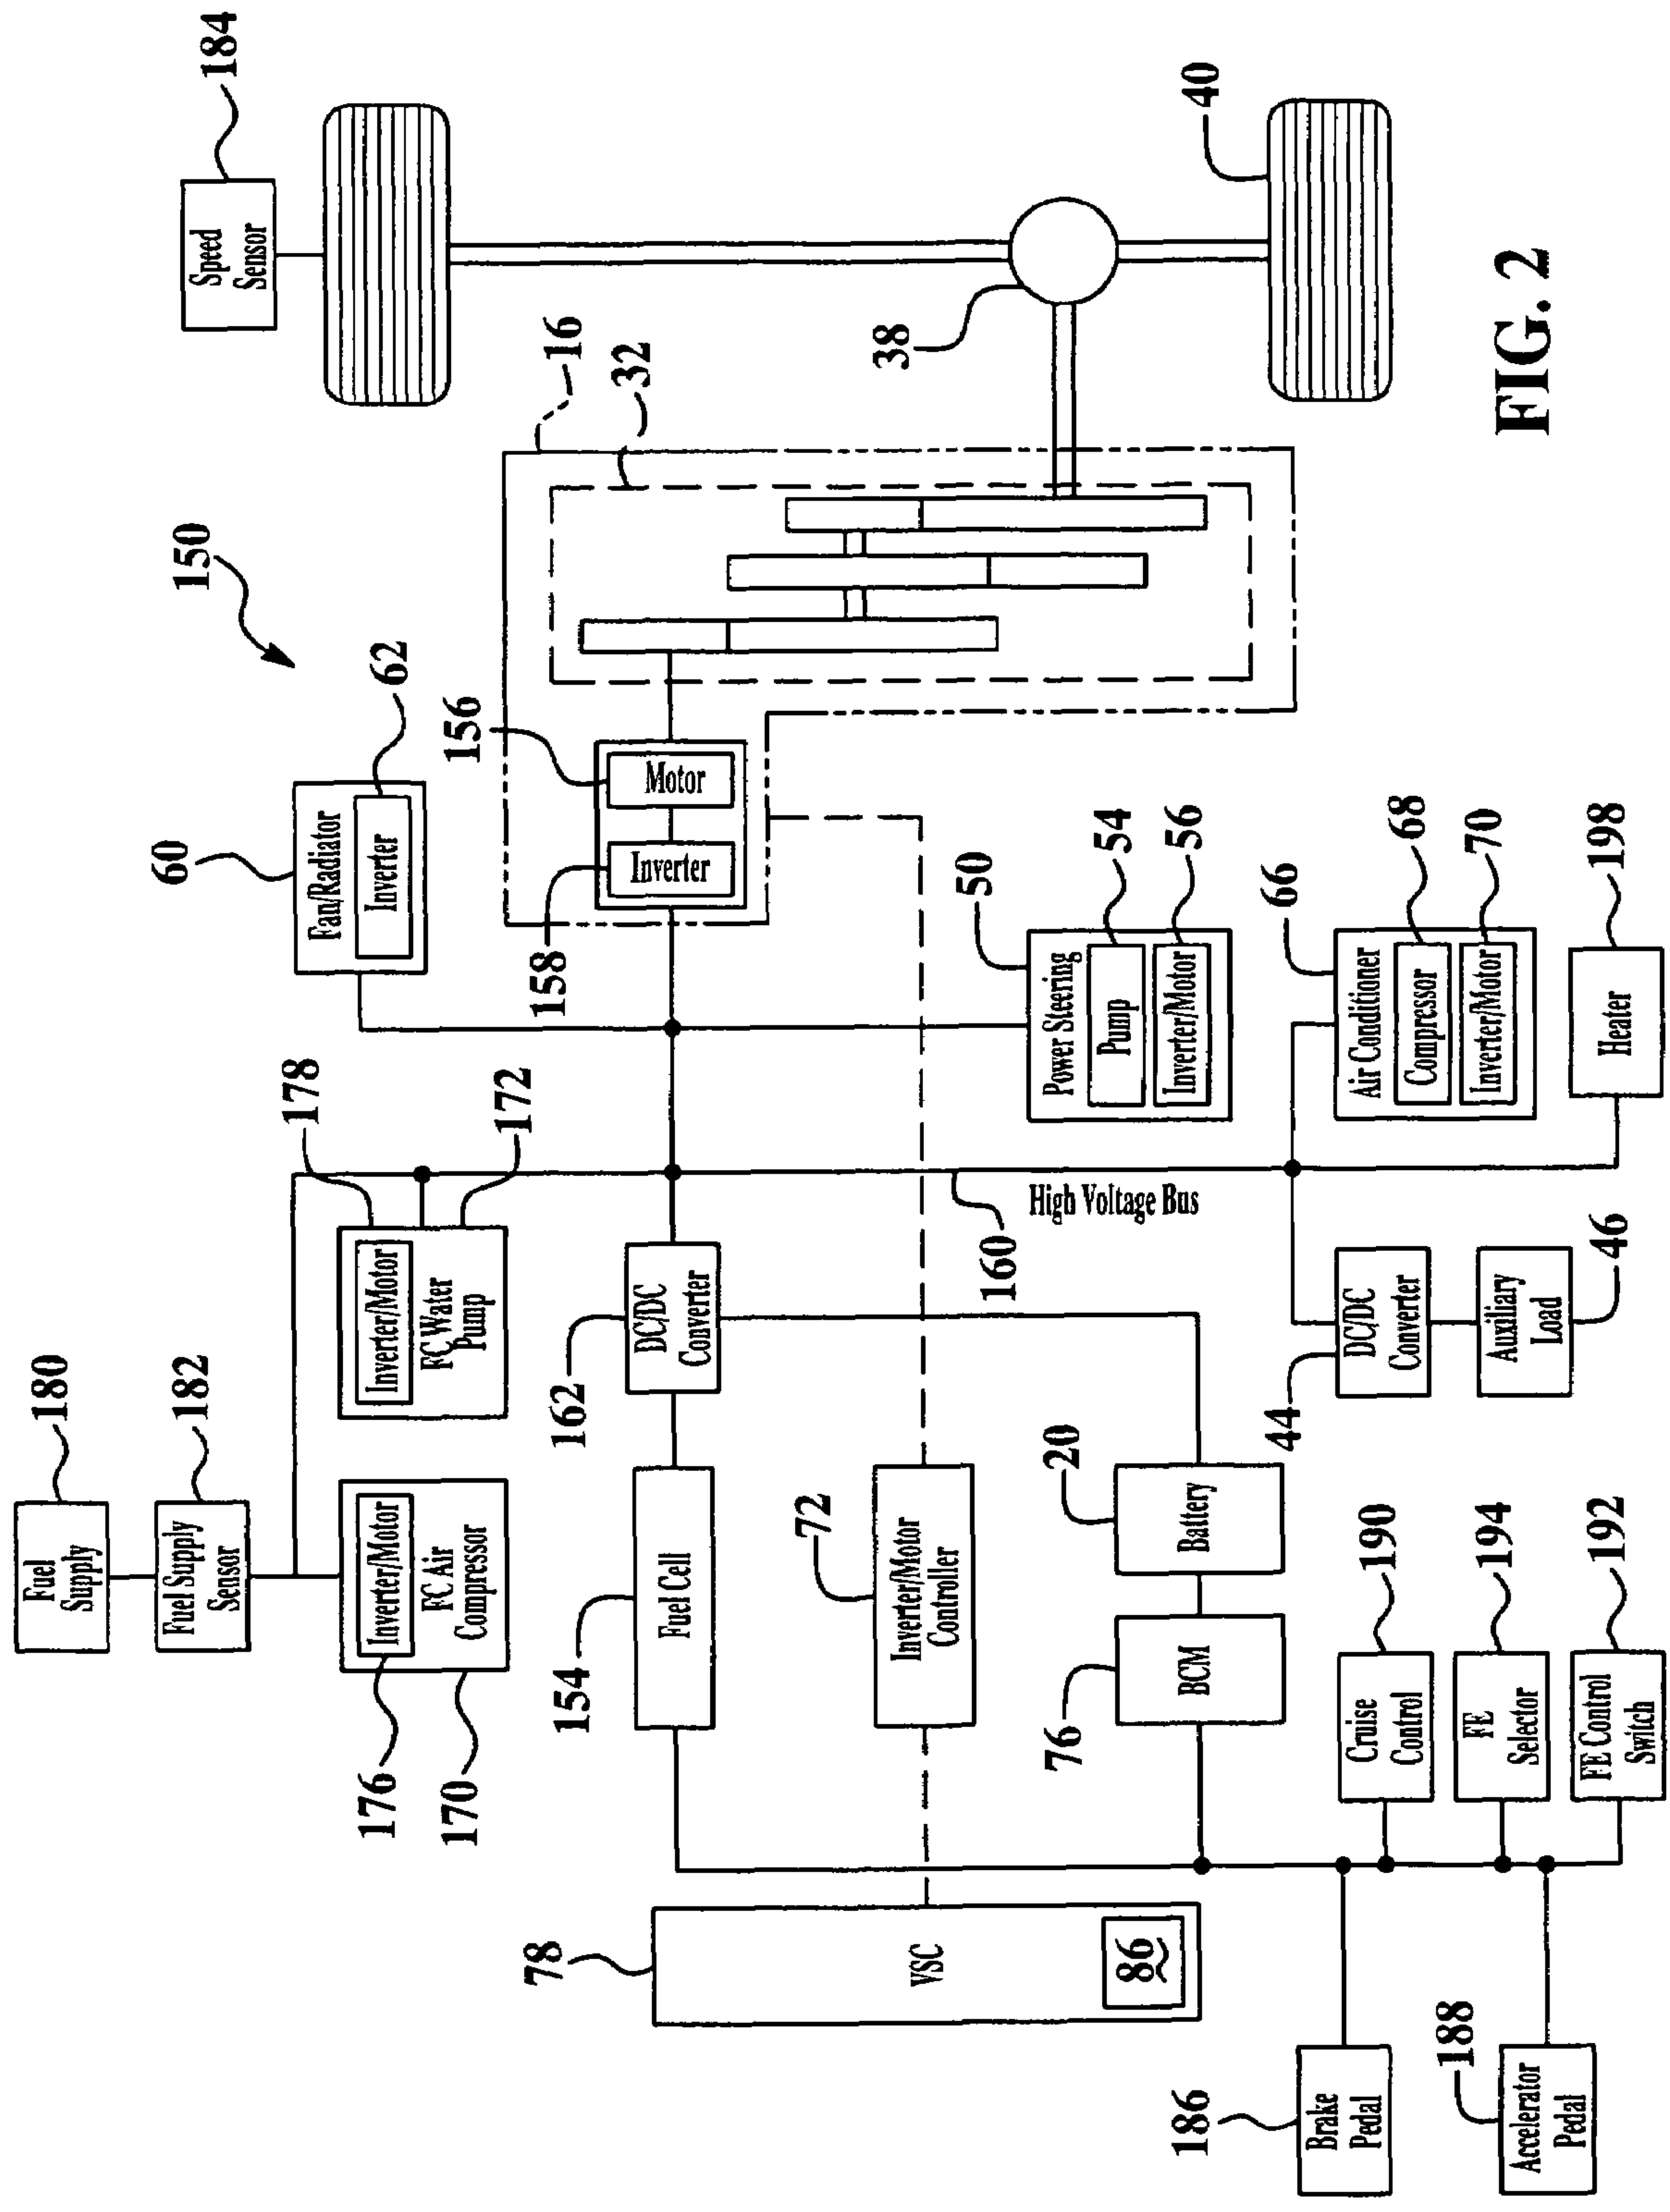 180
Fuel
Supply
182
Fuel Supply
Sensor
178
Inverter/Motor
FC Water
Pump
172
176
Inverter/Motor
FC Air
Compressor
170
60
Fan/Radiator
Inverter
62
150
184
Speed
Sensor
16
32
156
Motor
Inverter
158
38
40
162
DC/DC
Converter
154
Fuel Cell
72
Inverter/Motor
Controller
160
High Voltage Bus
50
Power Steering
Pump
54
Inverter/Motor
56
66
Air Conditioner
Compressor
68
Inverter/Motor
70
Heater
198
78
VSC
86
76
BCM
20
Battery
44
DC/DC
Converter
Auxiliary
Load
46
Cruise
Control
190
FE
Selector
194
FE Control
Switch
192
186
Brake
Pedal
188
Accelerator
Pedal
FIG. 2